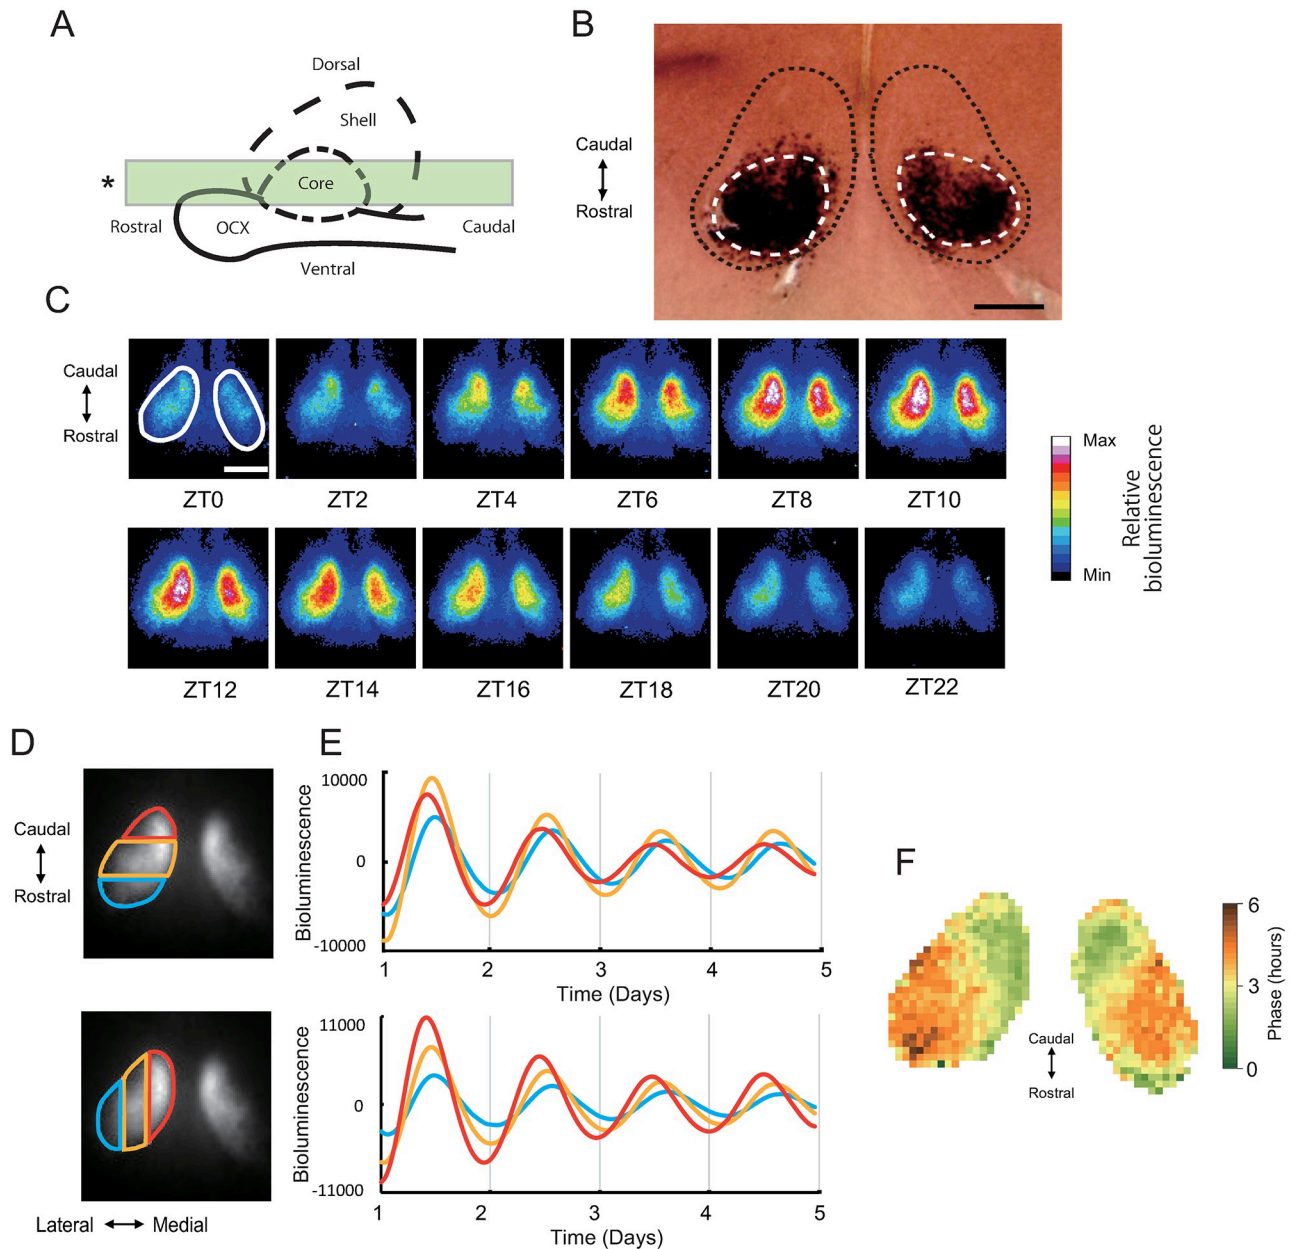 A
Dorsal
Shell
Core
*
Rostral
OCX
Caudal
Ventral
B
Caudal
Rostral
C
Caudal
Rostral
ZT0
ZT2
ZT4
ZT6
ZT8
ZT10
ZT12
ZT14
ZT16
ZT18
ZT20
ZT22
Max
Min
Relative
bioluminescence
D
Caudal
Rostral
Lateral
Medial
E
10000
0
-10000
Bioluminescence
1
2
3
4
5
Time (Days)
11000
0
-11000
Bioluminescence
1
2
3
4
5
Time (Days)
F
Caudal
Rostral
6
3
0
Phase (hours)